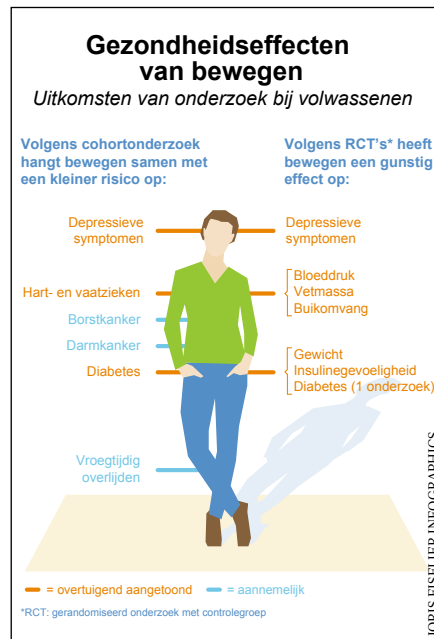 Gezondheidseffecten
van bewegen
Uitkomsten van onderzoek bij volwassenen
Volgens cohortonderzoek
hangt bewegen samen met
een kleiner risico op:
Depressieve
symptomen
Hart- en vaatzieken
Borstkanker
Darmkanker
Diabetes
Vroegtijdig
overlijden
Volgens RCT's* heeft
bewegen een gunstig
effect op:
Depressieve
symptomen
Bloeddruk
Vetmassa
Buikomvang
Gewicht
Insulinegevoeligheid
Diabetes (1 onderzoek)
= overtuigend aangetoond
= aannemelijk
*RCT: gerandomiseerd onderzoek met controlegroep
JORIS FISELIER INFOGRAPHICS